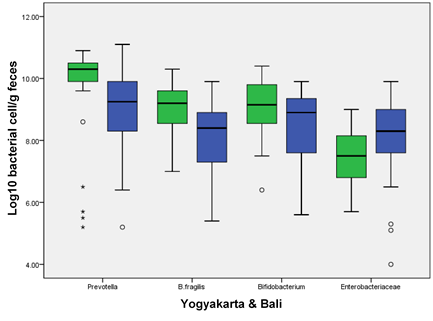 Log10 bacterial cell/g feces
12.00
10.00
8.00
6.00
4.00
Prevotella B.fragilis Bifidobacterium Enterobacteriaceae
Yogyakarta & Bali